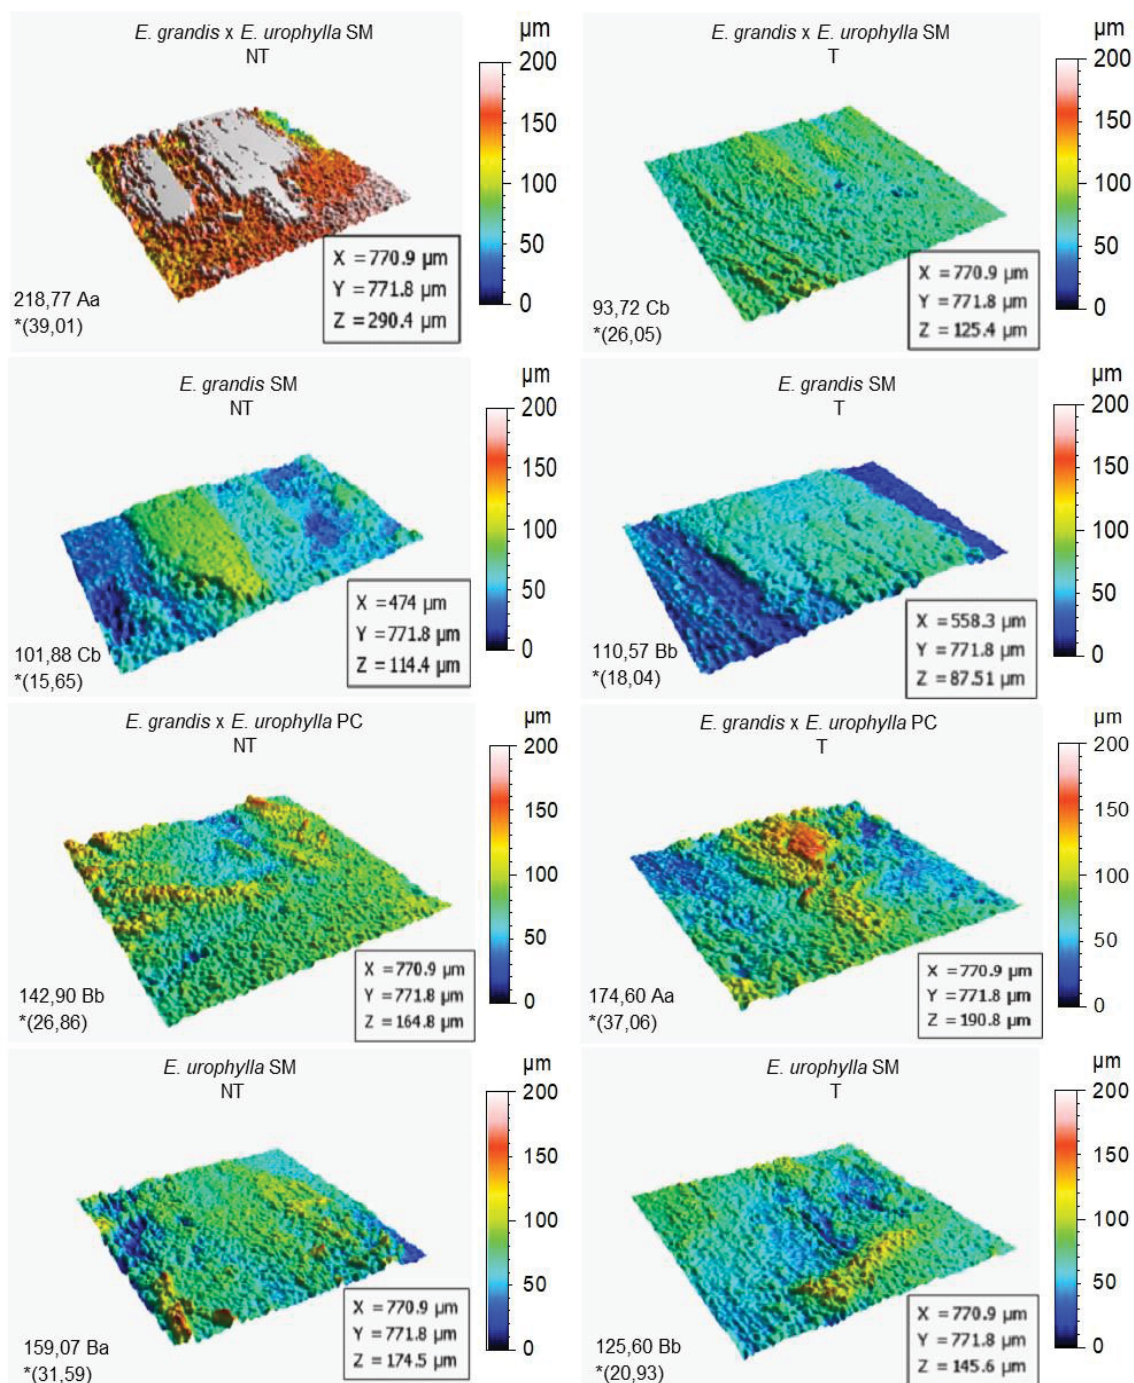 E. grandis x E. urophylla SM
NT
µm
200
150
100
50
0
X = 770.9 µm
Y = 771.8 µm
Z = 290.4 µm
218,77 Aa
*(39,01)
E. grandis x E. urophylla SM
T
µm
200
150
100
50
0
X = 770.9 µm
Y = 771.8 µm
Z = 125.4 µm
93,72 Cb
*(26,05)
E. grandis SM
NT
µm
200
150
100
50
0
X = 474 µm
Y = 771.8 µm
Z = 114.4 µm
101,88 Cb
*(15,65)
E. grandis SM
T
µm
200
150
100
50
0
X = 558.3 µm
Y = 771.8 µm
Z = 87.51 µm
110,57 Bb
*(18,04)
E. grandis x E. urophylla PC
NT
µm
200
150
100
50
0
X = 770.9 µm
Y = 771.8 µm
Z = 164.8 µm
142,90 Bb
*(26,86)
E. grandis x E. urophylla PC
T
µm
200
150
100
50
0
X = 770.9 µm
Y = 771.8 µm
Z = 190.8 µm
174,60 Aa
*(37,06)
E. urophylla SM
NT
µm
200
150
100
50
0
X = 770.9 µm
Y = 771.8 µm
Z = 174.5 µm
159,07 Ba
*(31,59)
E. urophylla SM
T
µm
200
150
100
50
0
X = 770.9 µm
Y = 771.8 µm
Z = 145.6 µm
125,60 Bb
*(20,93)